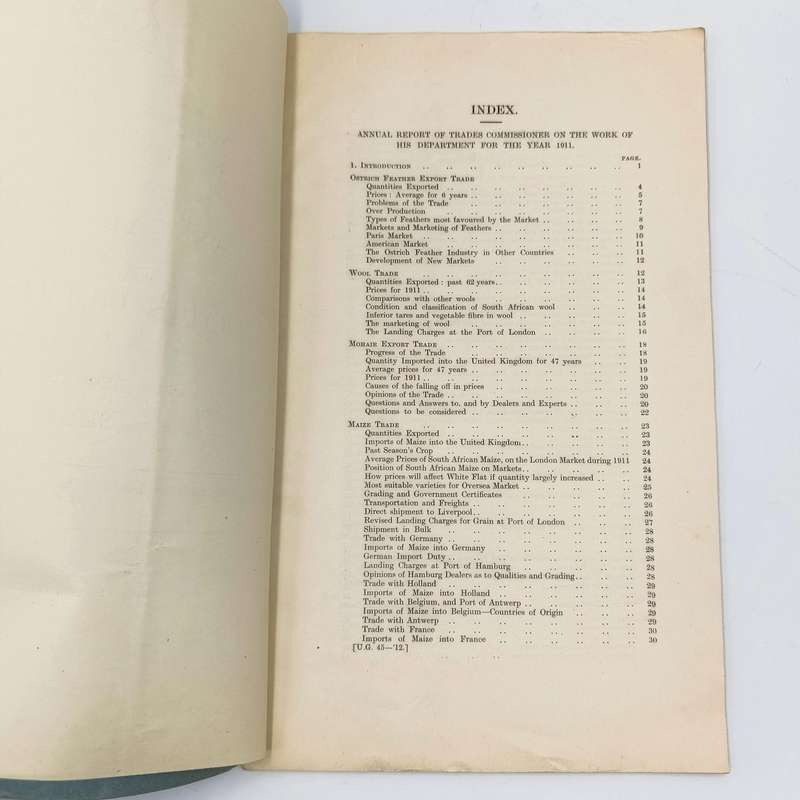 INDEX.
ANNUAL REPORT OF TRADES COMMISSIONER ON THE WORK OF
HIS DEPARTMENT FOR THE YEAR 1911.
PAGE.
1. INTRODUCTION .. .. .. .. .. .. .. .. .. 1
OSTRICH FEATHER EXPORT TRADE
Quantities Exported .. .. .. .. .. .. .. .. 4
Prices: Average for 6 years .. .. .. .. .. .. .. 5
Problems of the Trade .. .. .. .. .. .. .. 7
Over Production .. .. .. .. .. .. .. .. 7
Types of Feathers most favoured by the Market .. .. .. .. 8
Markets and Marketing of Feathers .. .. .. .. .. .. 9
Paris Market .. .. .. .. .. .. .. .. .. 10
American Market .. .. .. .. .. .. .. .. 11
The Ostrich Feather Industry in Other Countries .. .. .. 11
Development of New Markets .. .. .. .. .. .. 12
WOOL TRADE .. .. .. .. .. .. .. .. .. 12
Quantities Exported: past 62 years.. .. .. .. .. .. 13
Prices for 1911 .. .. .. .. .. .. .. .. .. 14
Comparisons with other wools .. .. .. .. .. .. 14
Condition and classification of South African wool .. .. .. 14
Inferior tares and vegetable fibre in wool .. .. .. .. .. 15
The marketing of wool .. .. .. .. .. .. .. 15
The Landing Charges at the Port of London .. .. .. .. 16
MOHAIR EXPORT TRADE .. .. .. .. .. .. .. .. 18
Progress of the Trade .. .. .. .. .. .. .. 18
Quantity Imported into the United Kingdom for 47 years .. .. 19
Average prices for 47 years .. .. .. .. .. .. .. 19
Prices for 1911 .. .. .. .. .. .. .. .. .. 19
Causes of the falling off in prices .. .. .. .. .. .. 20
Opinions of the Trade .. .. .. .. .. .. .. .. 20
Questions and Answers to, and by Dealers and Experts .. .. .. 20
Questions to be considered .. .. .. .. .. .. .. 22
MAIZE TRADE .. .. .. .. .. .. .. .. .. 23
Quantities Exported .. .. .. .. .. .. .. .. 23
Imports of Maize into the United Kingdom.. .. .. .. .. 23
Past Season's Crop .. .. .. .. .. .. .. .. 24
Average Prices of South African Maize, on the London Market during 1911 24
Position of South African Maize on Markets.. .. .. .. .. 24
How prices will affect White Flat if quantity largely increased .. .. 24
Most suitable varieties for Oversea Market .. .. .. .. .. 25
Grading and Government Certificates .. .. .. .. .. 26
Transportation and Freights .. .. .. .. .. .. .. 26
Direct shipment to Liverpool.. .. .. .. .. .. .. 26
Revised Landing Charges for Grain at Port of London .. .. .. 27
Shipment in Bulk .. .. .. .. .. .. .. .. 28
Trade with Germany .. .. .. .. .. .. .. .. 28
Imports of Maize into Germany .. .. .. .. .. .. 28
German Import Duty .. .. .. .. .. .. .. .. 28
Landing Charges at Port of Hamburg .. .. .. .. .. 28
Opinions of Hamburg Dealers as to Qualities and Grading.. .. .. 28
Trade with Holland .. .. .. .. .. .. .. .. 29
Imports of Maize into Holland .. .. .. .. .. .. 29
Trade with Belgium, and Port of Antwerp .. .. .. .. .. 29
Imports of Maize into Belgium—Countries of Origin .. .. .. 29
Trade with Antwerp .. .. .. .. .. .. .. .. 29
Trade with France .. .. .. .. .. .. .. .. 30
Imports of Maize into France .. .. .. .. .. .. 30
[U.G. 45—'12.]